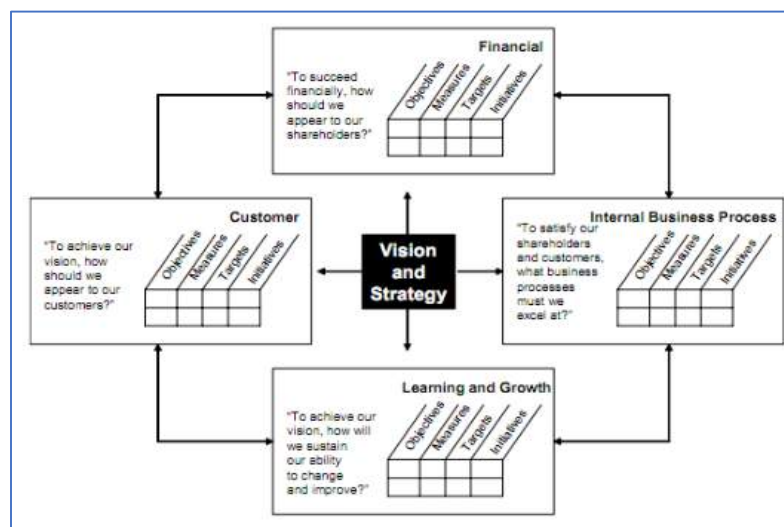 Financial
"To succeed
financially, how
should we
appear to our
shareholders?"
Objectives
Measures
Targets
Initiatives
Customer
"To achieve our
vision, how
should we
appear to our
customers?"
Objectives
Measures
Targets
Initiatives
Vision
and
Strategy
Internal Business Process
"To satisfy our
shareholders
and customers,
what business
processes
must we
excel at?"
Objectives
Measures
Targets
Initiatives
Learning and Growth
"To achieve our
vision, how will
we sustain
our ability
to change
and improve?"
Objectives
Measures
Targets
Initiatives